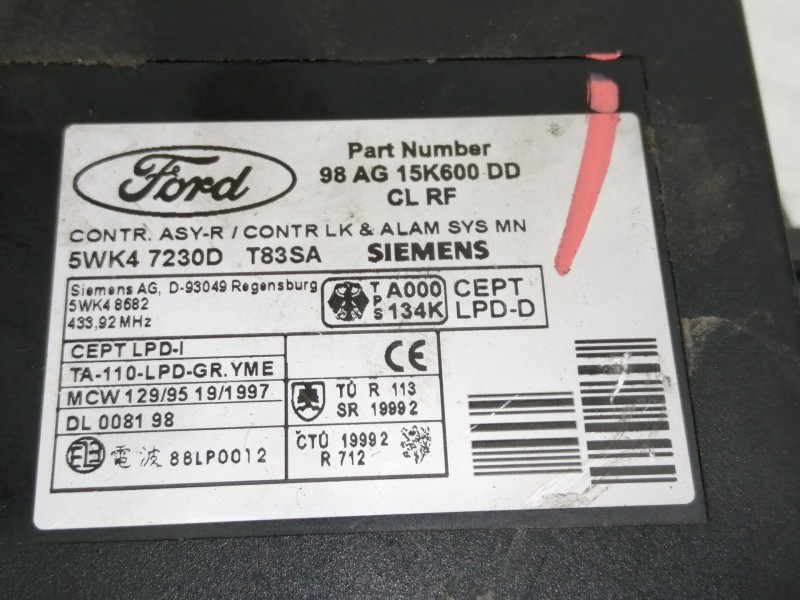 Ford
Part Number
98 AG 15K600 DD
CL RF
CONTR. ASY-R / CONTR LK & ALAM SYS MN
5WK4 7230D T83SA SIEMENS
Siemens AG, D-93049 Regensburg
5WK4 8682
433,92 MHz
TPS A000 134K
CEPT
LPD-D
CEPT LPD-I
TA-110-LPD-GR.YME
MCW 129/95 19/1997
DL 0081 98
CE
TÚ R 113
SR 1999 2
電波 88LP0012
ČTÚ 1999 2
R 712